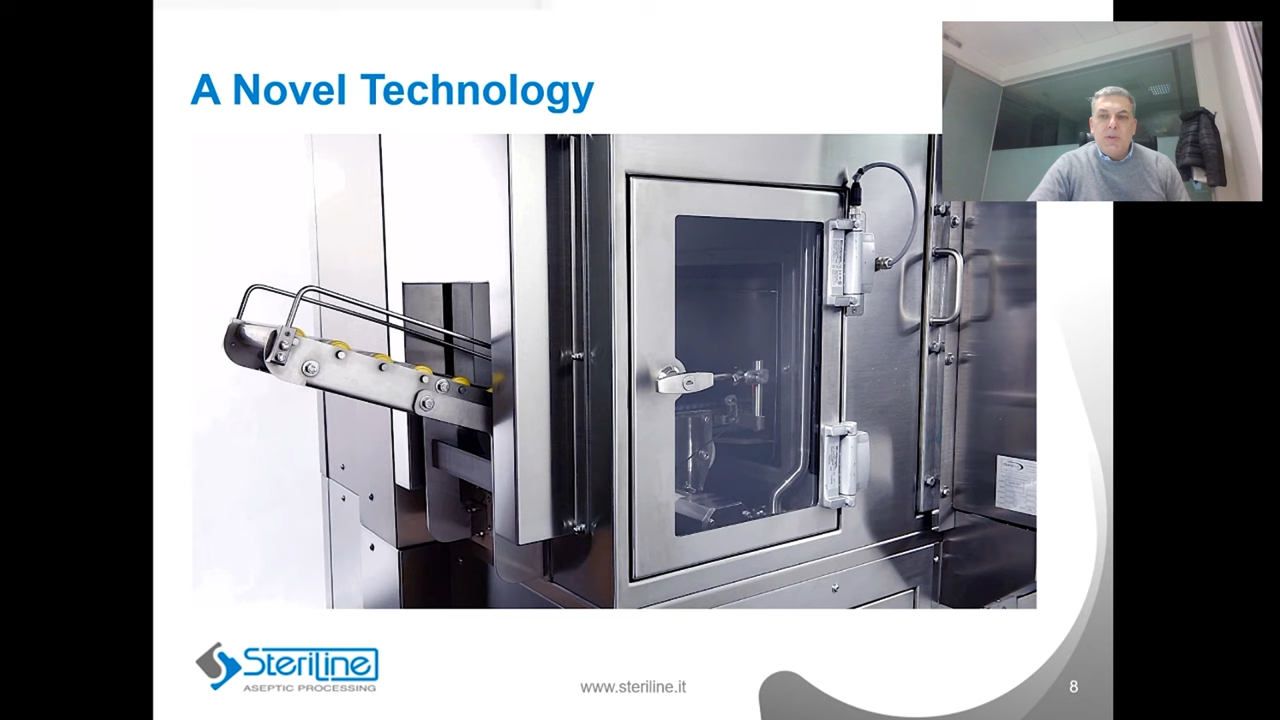 A Novel Technology
SteriLine
ASEPTIC PROCESSING
www.steriline.it
8